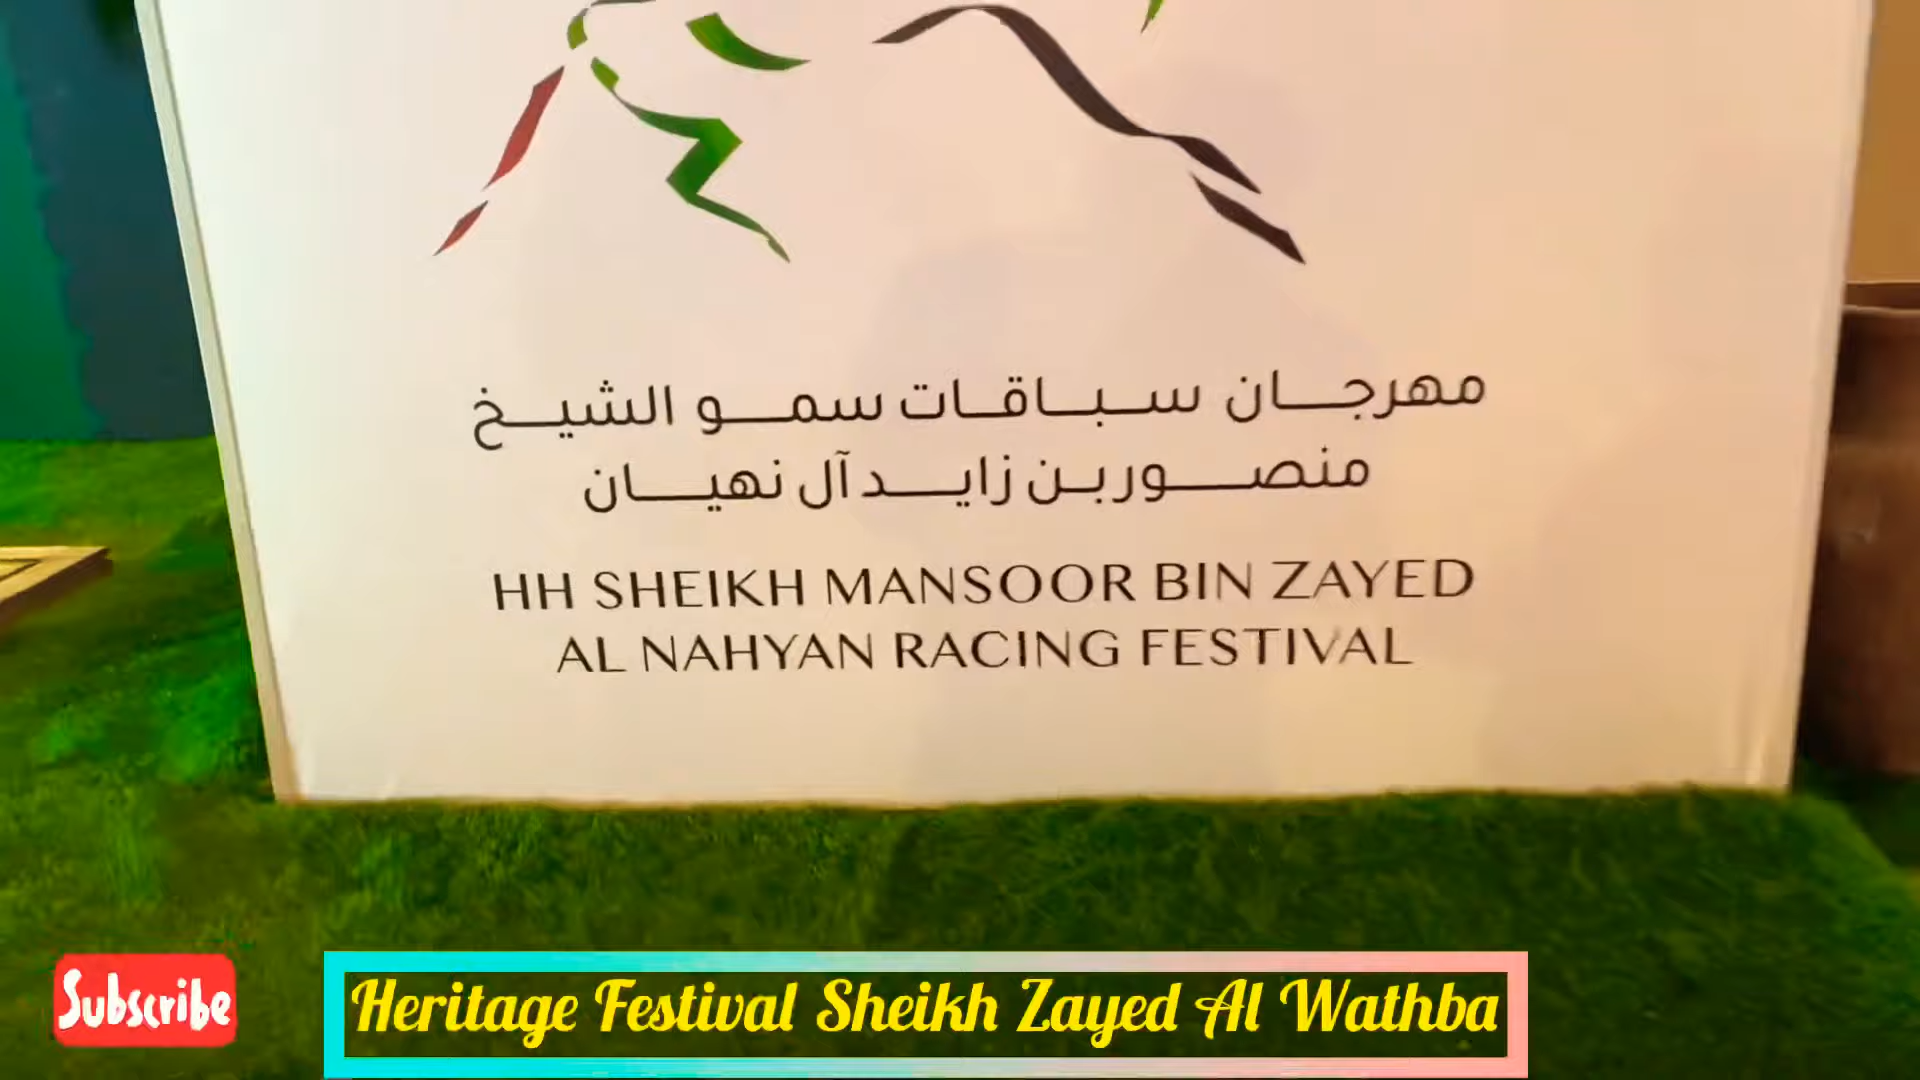 مهرجان سباقات سمو الشيخ
منصور بن زايد آل نهيان
HH SHEIKH MANSOOR BIN ZAYED
AL NAHYAN RACING FESTIVAL
Subscribe
Heritage Festival Sheikh Zayed Al Wathba